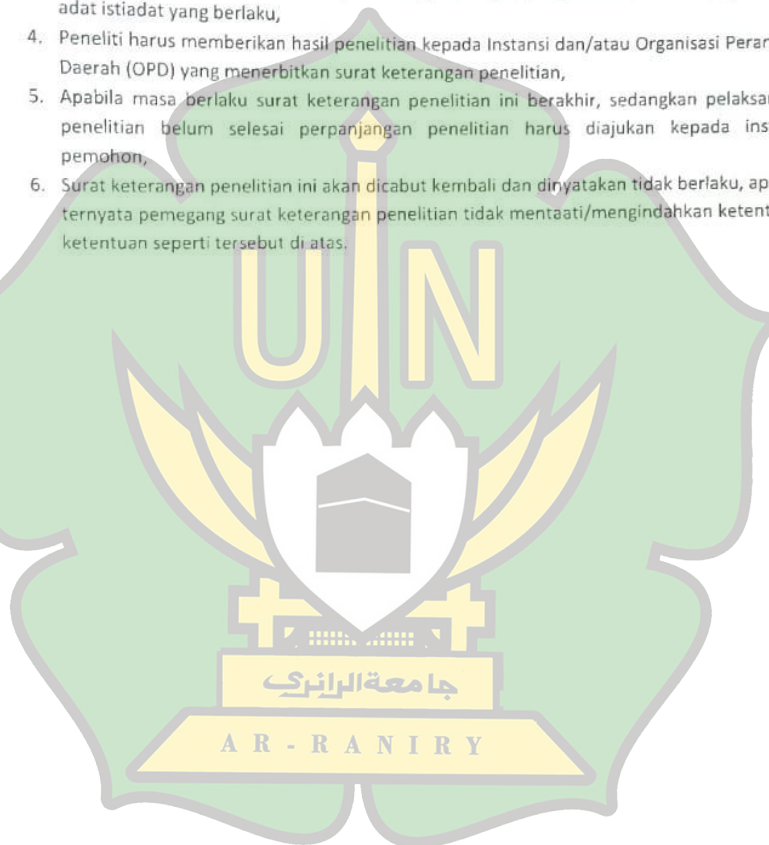 adat istiadat yang berlaku,
4. Peneliti harus memberikan hasil penelitian kepada Instansi dan/atau Organisasi Peran
Daerah (OPD) yang menerbitkan surat keterangan penelitian,
5. Apabila masa berlaku surat keterangan penelitian ini berakhir, sedangkan pelaksa
penelitian belum selesai perpanjangan penelitian harus diajukan kepada ins
pemohon,
6. Surat keterangan penelitian ini akan dicabut kembali dan dinyatakan tidak berlaku, ap
ternyata pemegang surat keterangan penelitian tidak mentaati/mengindahkan ketent
ketentuan seperti tersebut di atas.
UIN
جامعة الرانري
AR-RANIRY